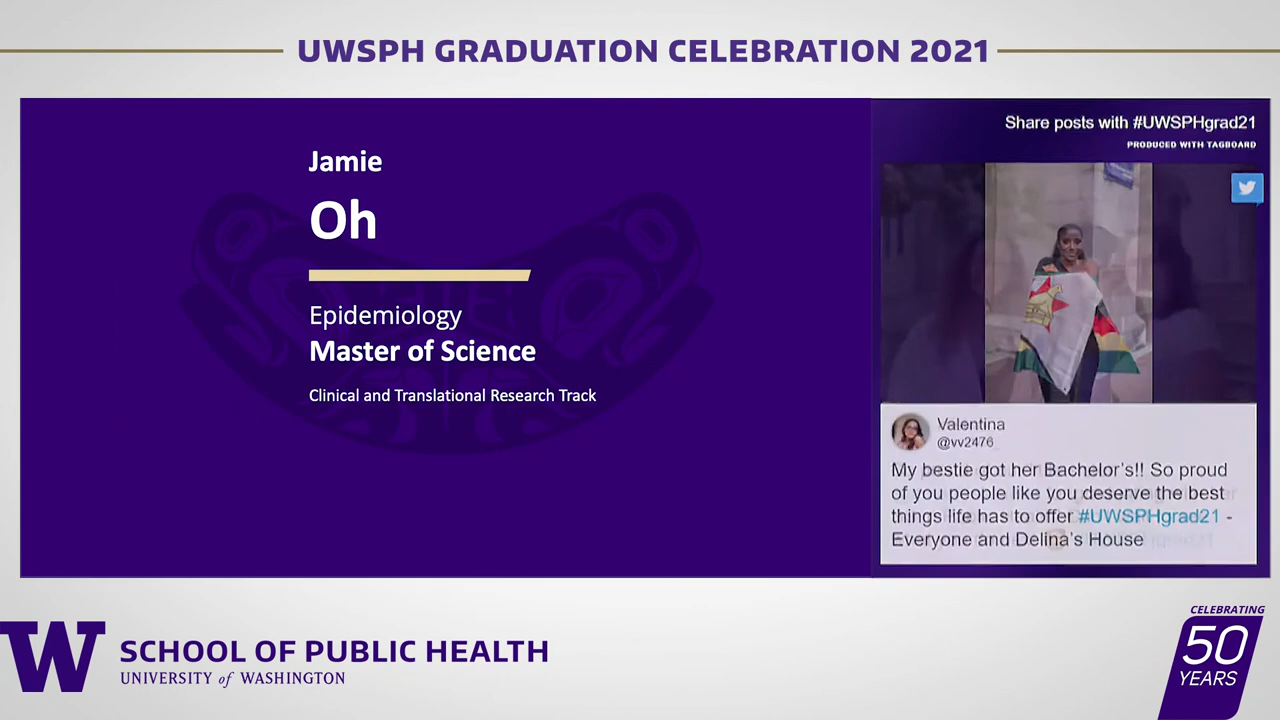 UWSPH GRADUATION CELEBRATION 2021
Jamie
Oh
Epidemiology
Master of Science
Clinical and Translational Research Track
Share posts with #UWSPHgrad21
PRODUCED WITH TAGBOARD
Valentina
@vv2476_
My bestie got her Bachelor's!! So proud
of you people like you deserve the best
things life has to offer #UWSPHgrad21 -
Everyone and Delina's House
W SCHOOL OF PUBLIC HEALTH
UNIVERSITY of WASHINGTON
CELEBRATING
50
YEARS